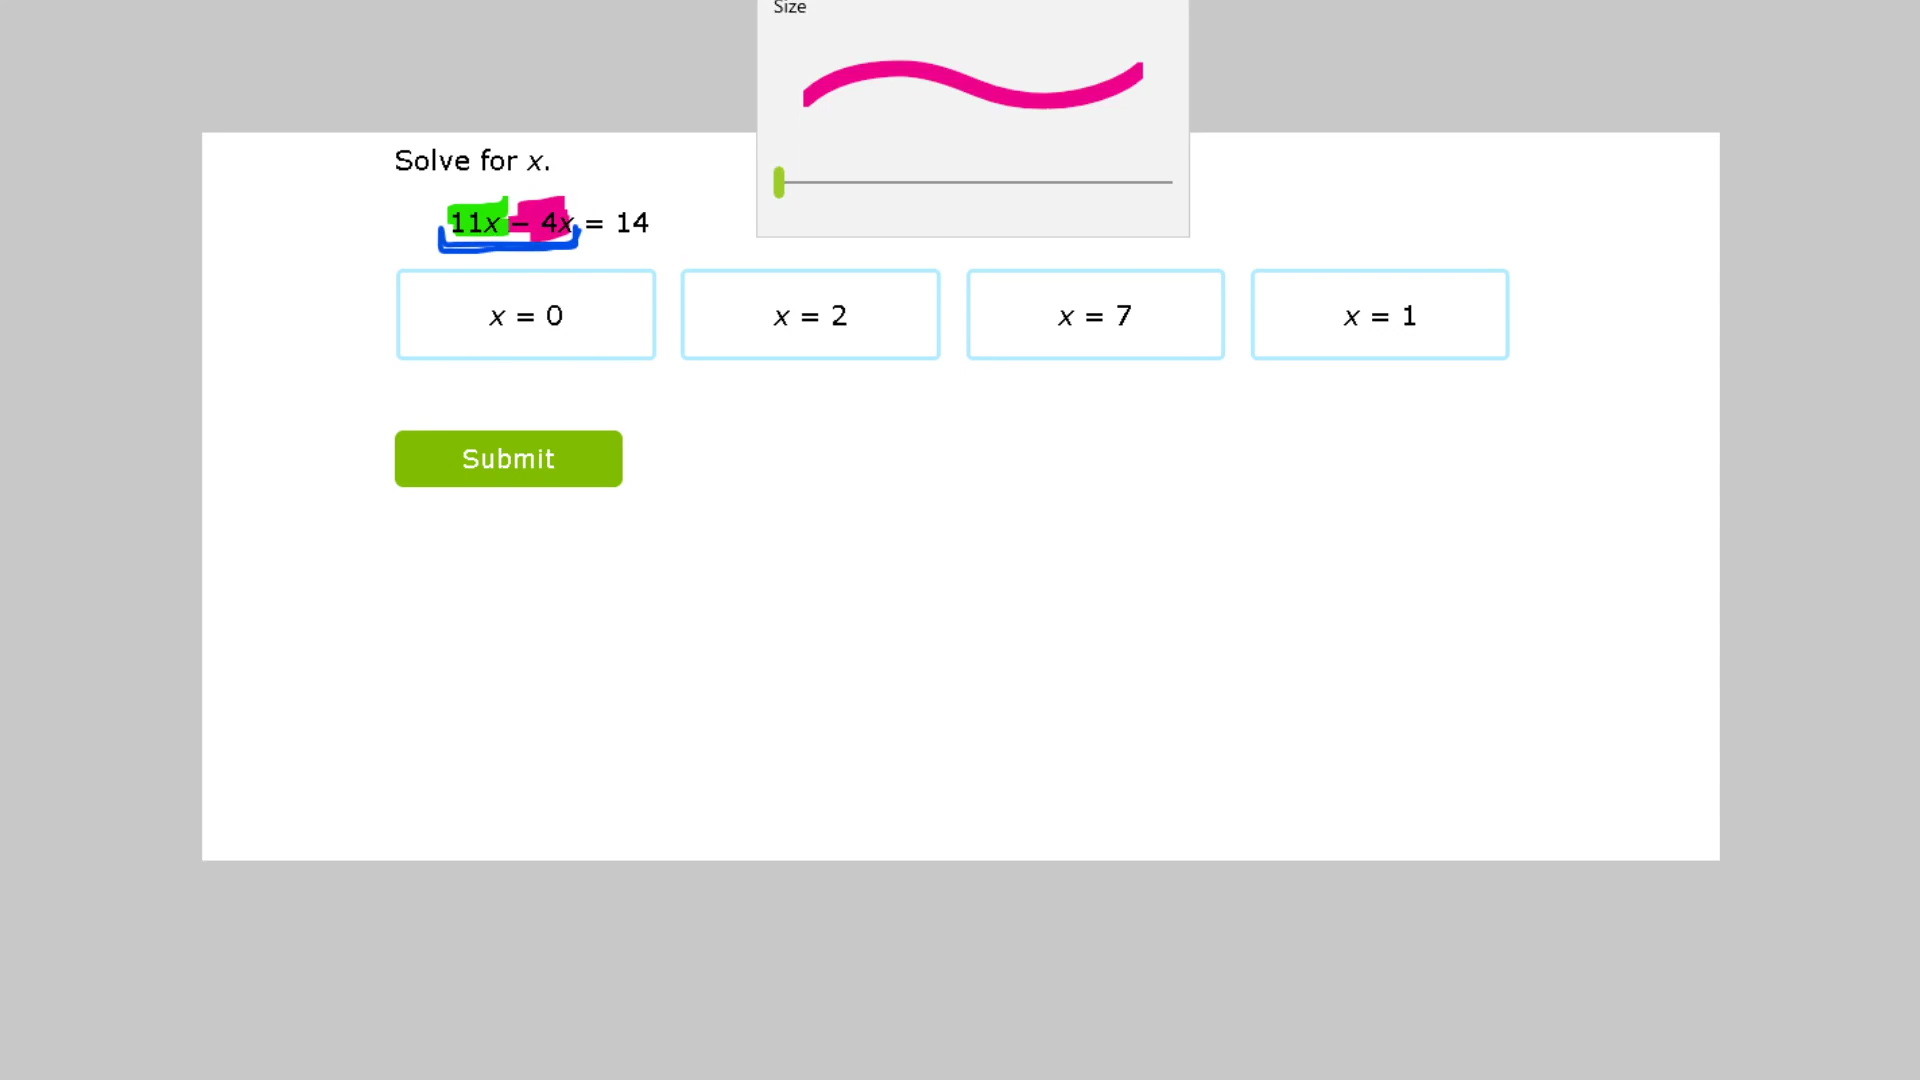 Size
Solve for x.
11x − 4x = 14
x = 0
x = 2
x = 7
x = 1
Submit